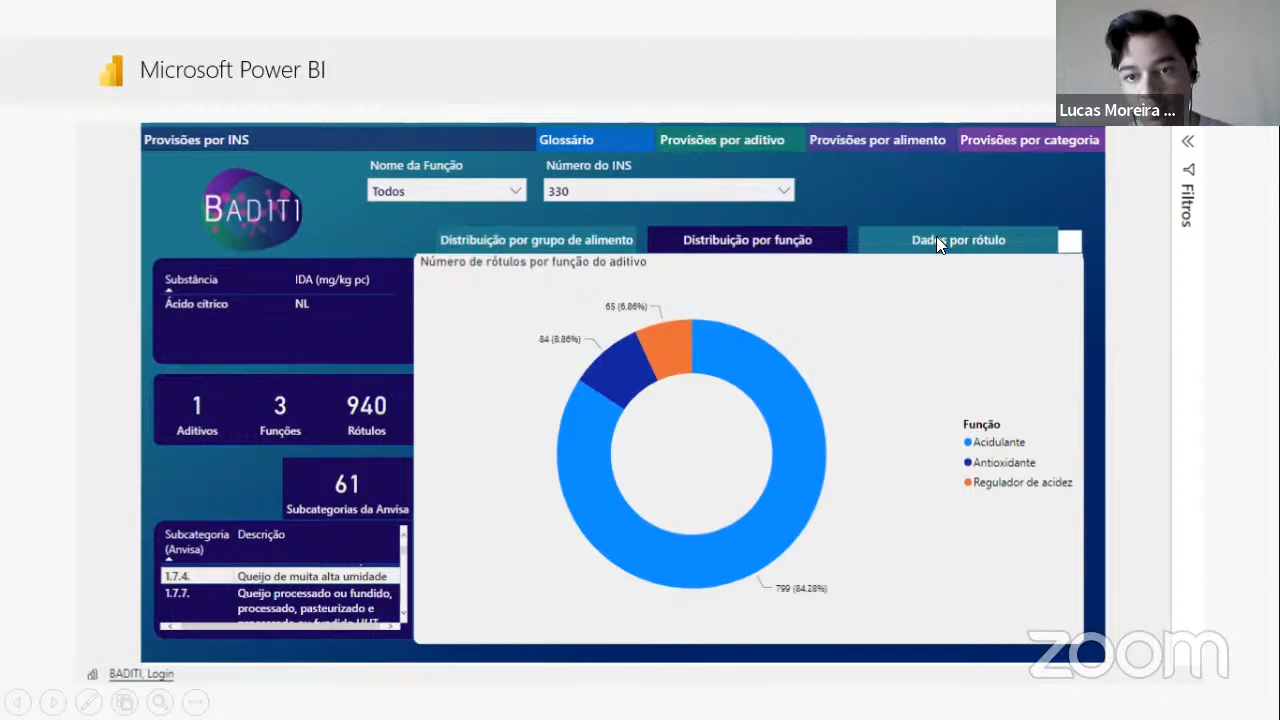 Microsoft Power BI
Lucas Moreira ...
Provisões por INS
Glossário
Provisões por aditivo
Provisões por alimento
Provisões por categoria
Nome da Função
Número do INS
Todos
330
Filtros
BADITI
Distribuição por grupo de alimento
Distribuição por função
Dados por rótulo
Número de rótulos por função do aditivo
Substância
IDA (mg/kg pc)
Ácido cítrico
NL
65 (6,86%)
84 (8,86%)
799 (84,28%)
1
3
940
Aditivos
Funções
Rótulos
Função
Acidulante
Antioxidante
Regulador de acidez
61
Subcategorias da Anvisa
Subcategoria
(Anvisa)
Descrição
1.7.4.
Queijo de muita alta umidade
1.7.7.
Queijo processado ou fundido,
processado, pasteurizado e
processado ou fundido UHT
BADITI, Login
zoom